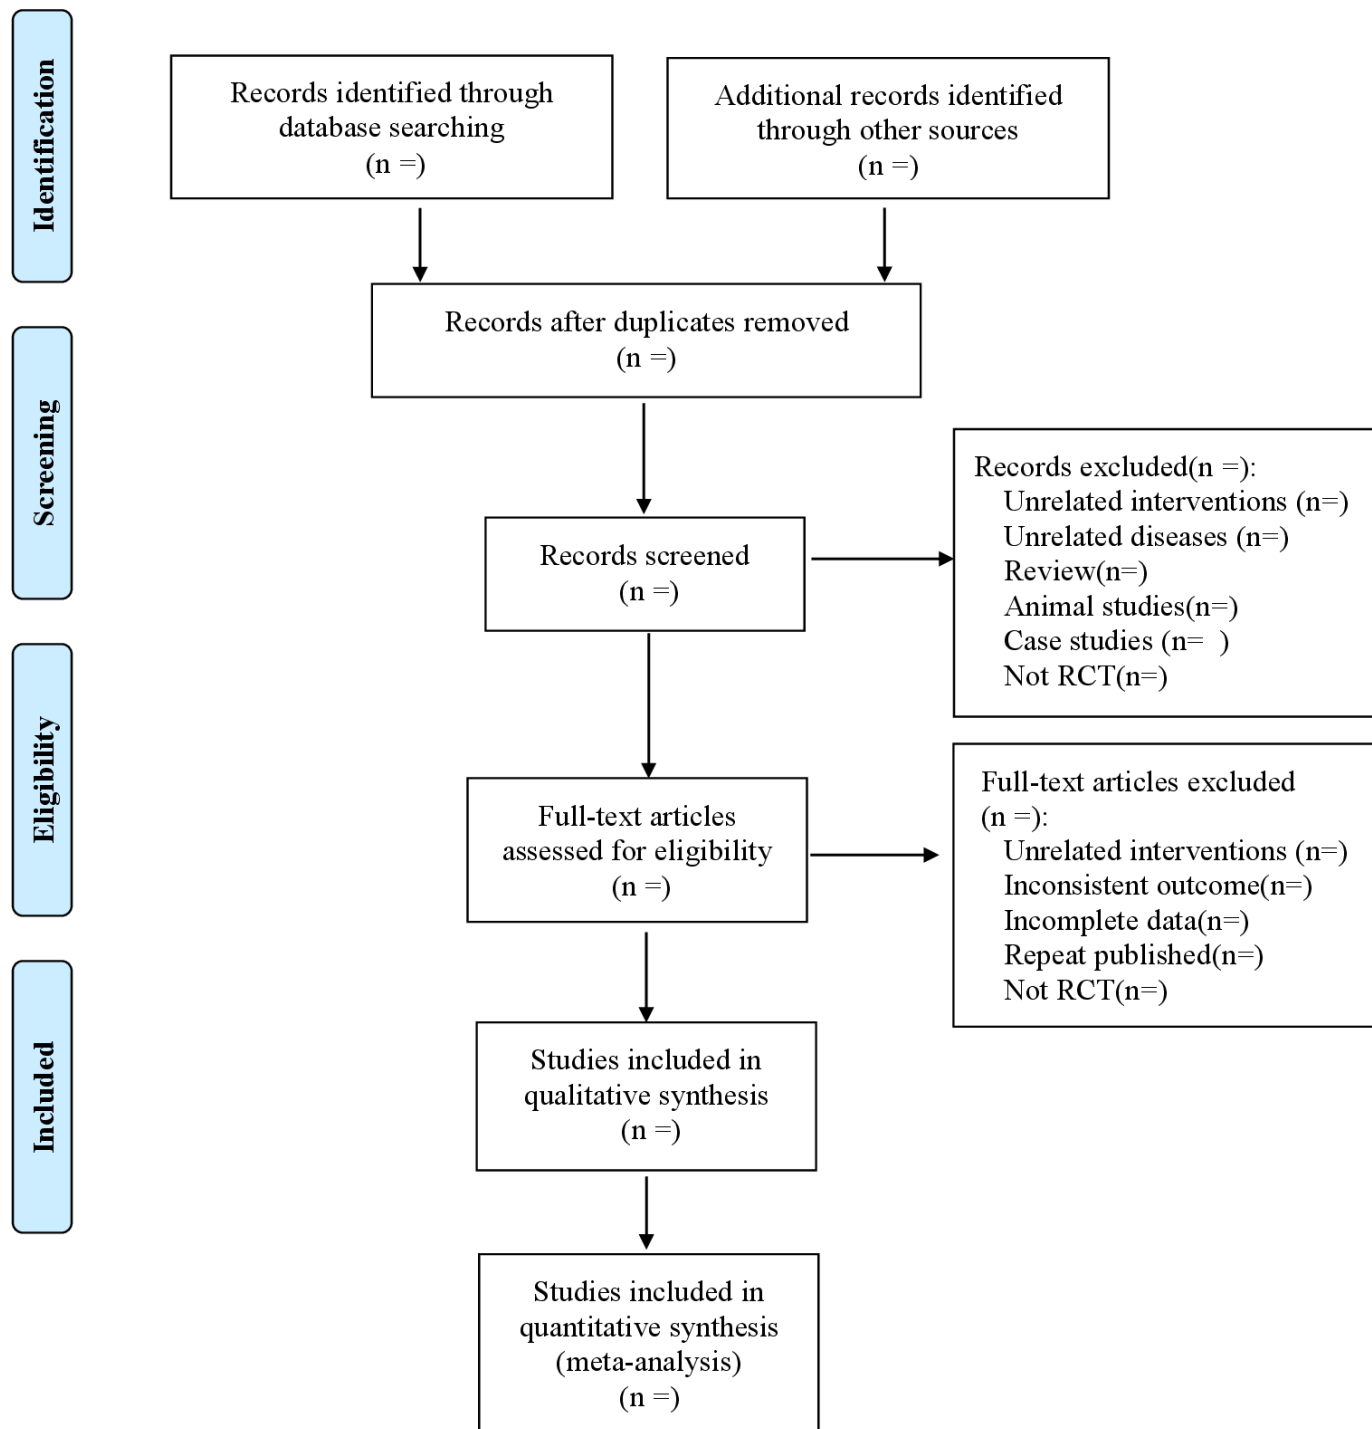 Identification
Records identified through
database searching
(n =)
Additional records identified
through other sources
(n =)
Records after duplicates removed
(n =)
Screening
Records excluded(n =):
Unrelated interventions (n=)
Unrelated diseases (n=)
Review(n=)
Animal studies(n=)
Case studies (n=  )
Not RCT(n=)
Records screened
(n =)
Eligibility
Full-text articles
assessed for eligibility
(n =)
Full-text articles excluded
(n =):
Unrelated interventions (n=)
Inconsistent outcome(n=)
Incomplete data(n=)
Repeat published(n=)
Not RCT(n=)
Included
Studies included in
qualitative synthesis
(n =)
Studies included in
quantitative synthesis
(meta-analysis)
(n =)